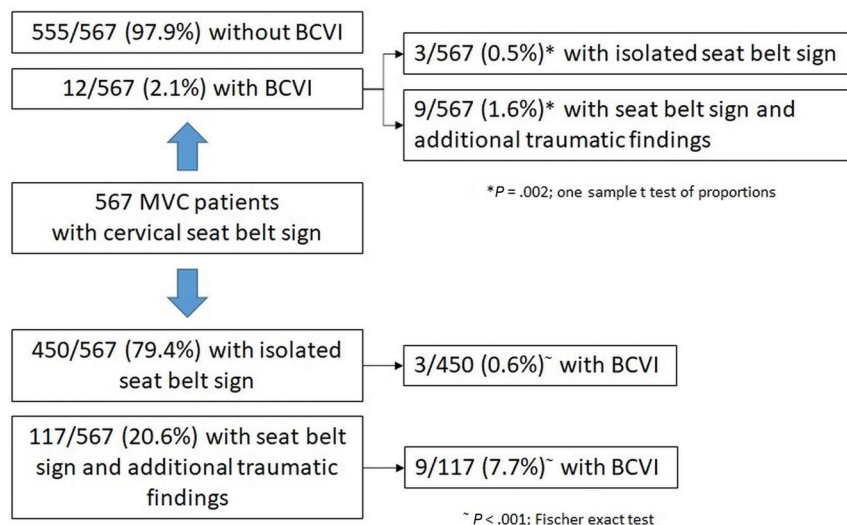 555/567 (97.9%) without BCVI
12/567 (2.1%) with BCVI
3/567 (0.5%)* with isolated seat belt sign
9/567 (1.6%)* with seat belt sign and
additional traumatic findings
*P = .002; one sample t test of proportions
567 MVC patients
with cervical seat belt sign
450/567 (79.4%) with isolated
seat belt sign
3/450 (0.6%)~ with BCVI
117/567 (20.6%) with seat belt
sign and additional traumatic
findings
9/117 (7.7%)~ with BCVI
~ P < .001; Fischer exact test